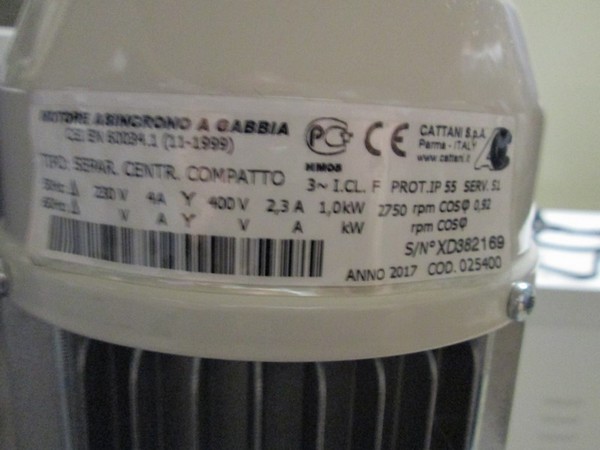 MOTORE ASINCRONO A GABBIA
CEI EN 60034.1 (11-1999)
PCT CE
CATTANI S.p.A.
Parma - ITALY
www.cattani.it
TIPO: SEPAR. CENTR. COMPATTO
HM08
3~ I.CL. F PROT.IP 55 SERV. S1
50Hz Δ 230 V 4A Y 400 V 2,3 A 1,0kW 2750 rpm COSφ 0,92
60Hz Δ V A Y V A kW rpm COSφ
S/N° XD382169
ANNO 2017 COD. 025400